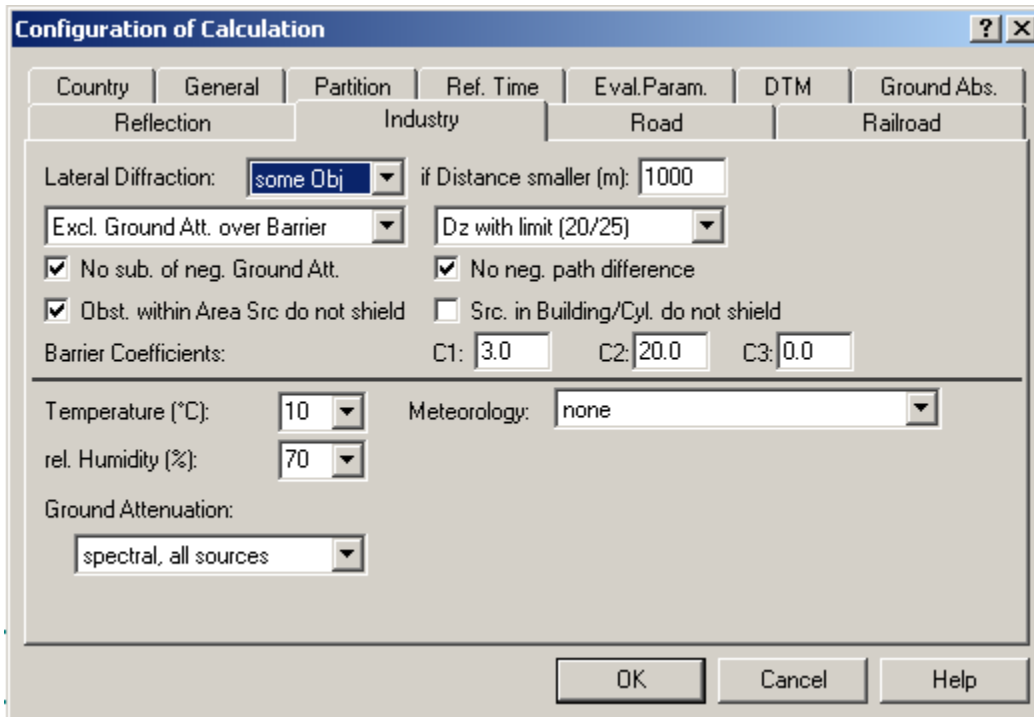 Configuration of Calculation
Country General Partition Ref. Time Eval.Param. DTM Ground Abs.
Reflection Industry Road Railroad
Lateral Diffraction: some Obj if Distance smaller (m): 1000
Excl. Ground Att. over Barrier Dz with limit (20/25)
No sub. of neg. Ground Att. No neg. path difference
Obst. within Area Src do not shield Src. in Building/Cyl. do not shield
Barrier Coefficients: C1: 3.0 C2: 20.0 C3: 0.0
Temperature (°C): 10 Meteorology: none
rel. Humidity (%): 70
Ground Attenuation:
spectral, all sources
OK Cancel Help